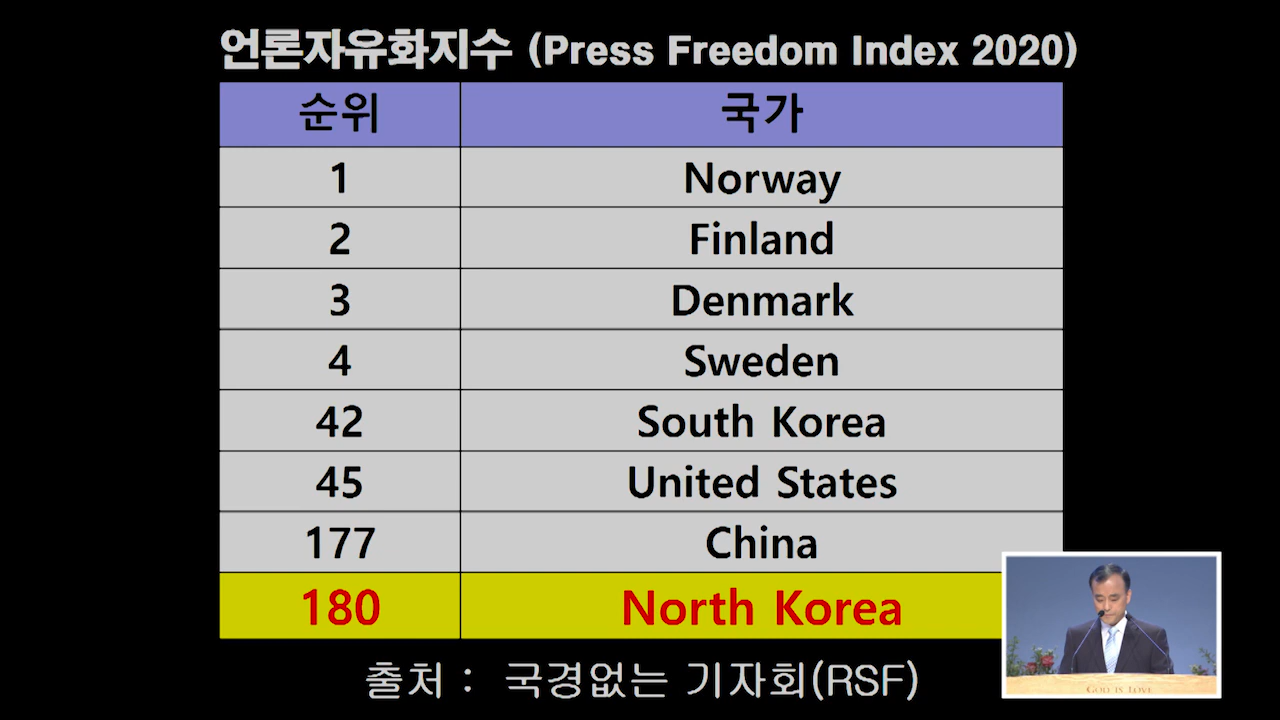 언론자유화지수 (Press Freedom Index 2020)
순위 국가
1 Norway
2 Finland
3 Denmark
4 Sweden
42 South Korea
45 United States
177 China
180 North Korea
출처 : 국경없는 기자회(RSF)
GOD IS LOVE